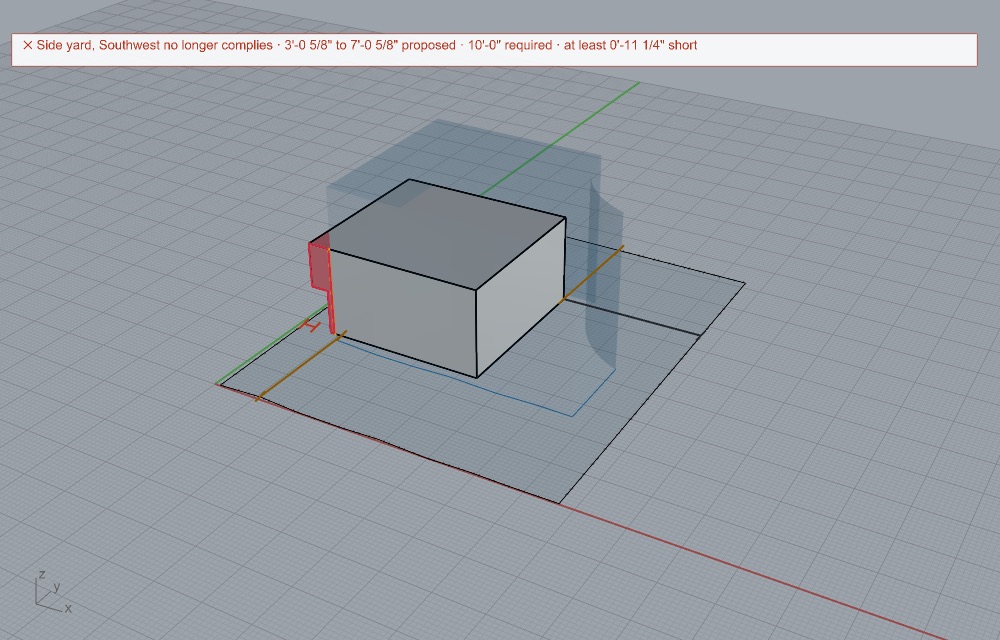 × Side yard, Southwest no longer complies · 3'-0 5/8" to 7'-0 5/8" proposed · 10'-0" required · at least 0'-11 1/4" short
z
y
x